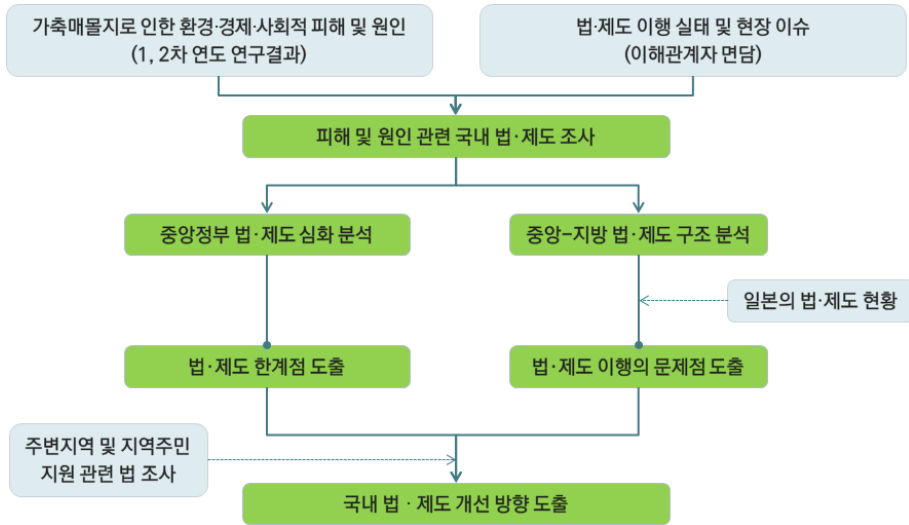 가축매몰지로 인한 환경·경제·사회적 피해 및 원인
(1, 2차 연도 연구결과)
법·제도 이행 실태 및 현장 이슈
(이해관계자 면담)
피해 및 원인 관련 국내 법·제도 조사
중앙정부 법·제도 심화 분석
중앙-지방 법·제도 구조 분석
일본의 법·제도 현황
법·제도 한계점 도출
법·제도 이행의 문제점 도출
주변지역 및 지역주민
지원 관련 법 조사
국내 법·제도 개선 방향 도출